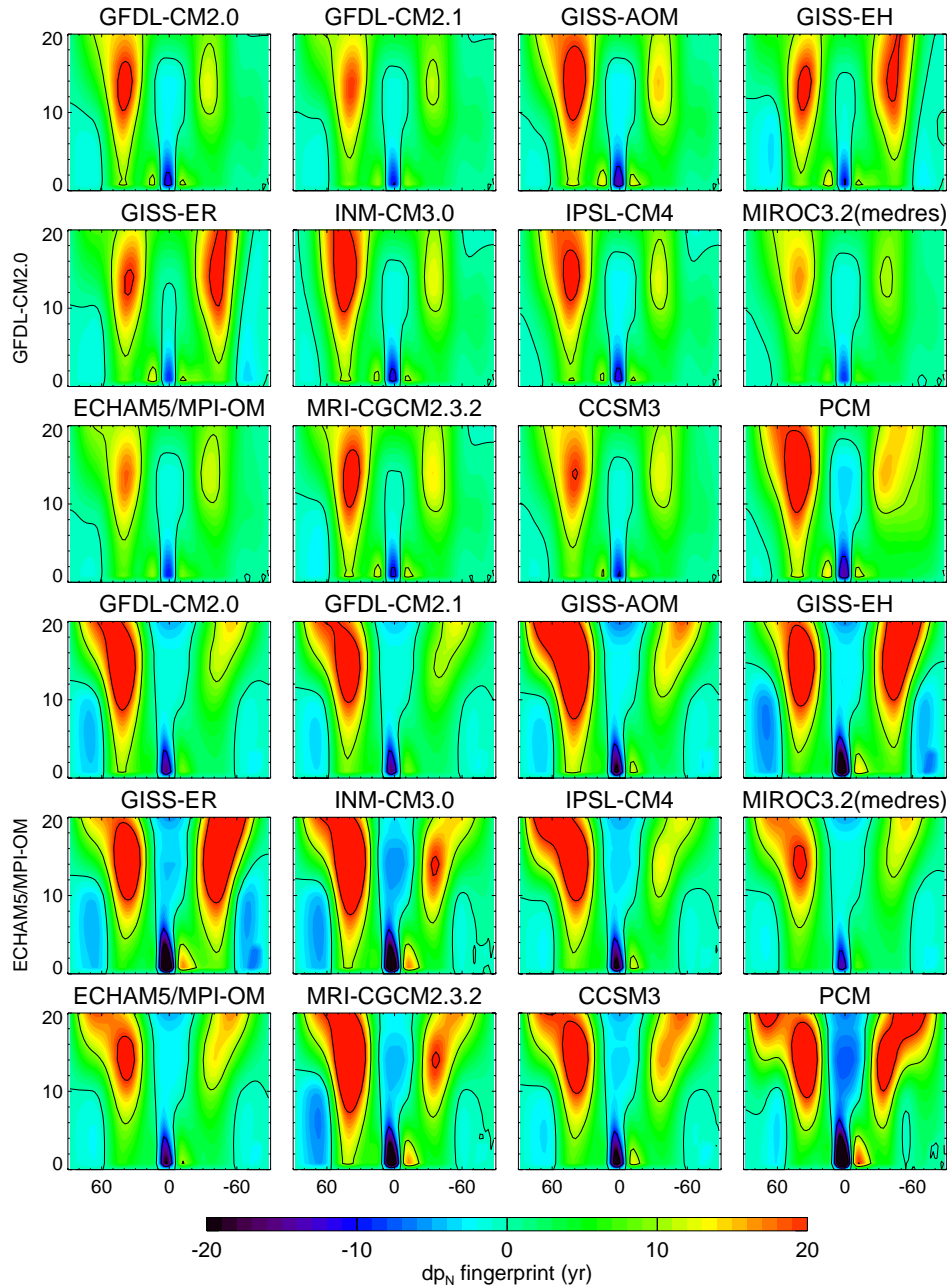 GFDL-CM2.0 GFDL-CM2.1 GISS-AOM GISS-EH
20
10
0
GISS-ER INM-CM3.0 IPSL-CM4 MIROC3.2(medres)
20
10
0
GFDL-CM2.0
ECHAM5/MPI-OM MRI-CGCM2.3.2 CCSM3 PCM
20
10
0
GFDL-CM2.0 GFDL-CM2.1 GISS-AOM GISS-EH
20
10
0
GISS-ER INM-CM3.0 IPSL-CM4 MIROC3.2(medres)
20
10
0
ECHAM5/MPI-OM
ECHAM5/MPI-OM MRI-CGCM2.3.2 CCSM3 PCM
20
10
0
60 0 -60 60 0 -60 60 0 -60 60 0 -60
-20 -10 0 10 20
dpN fingerprint (yr)